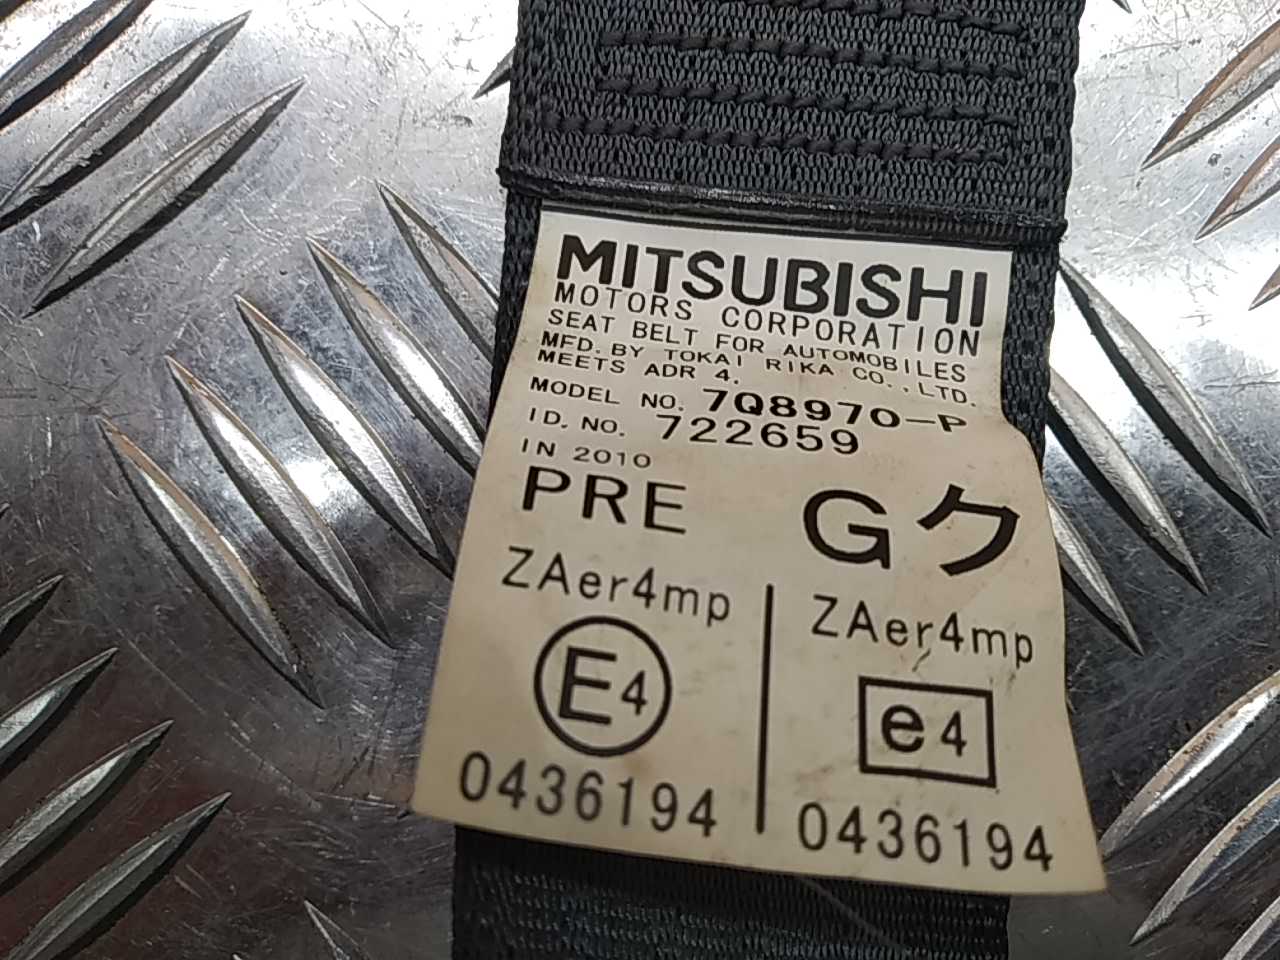 MITSUBISHI
MOTORS CORPORATION
SEAT BELT FOR AUTOMOBILES
MFD. BY TOKAI RIKA CO.,LTD.
MEETS ADR 4.
MODEL NO. 7Q8970-P
ID. NO. 722659
IN 2010
PRE Gク
ZAer4mp ZAer4mp
E4 e4
0436194 0436194